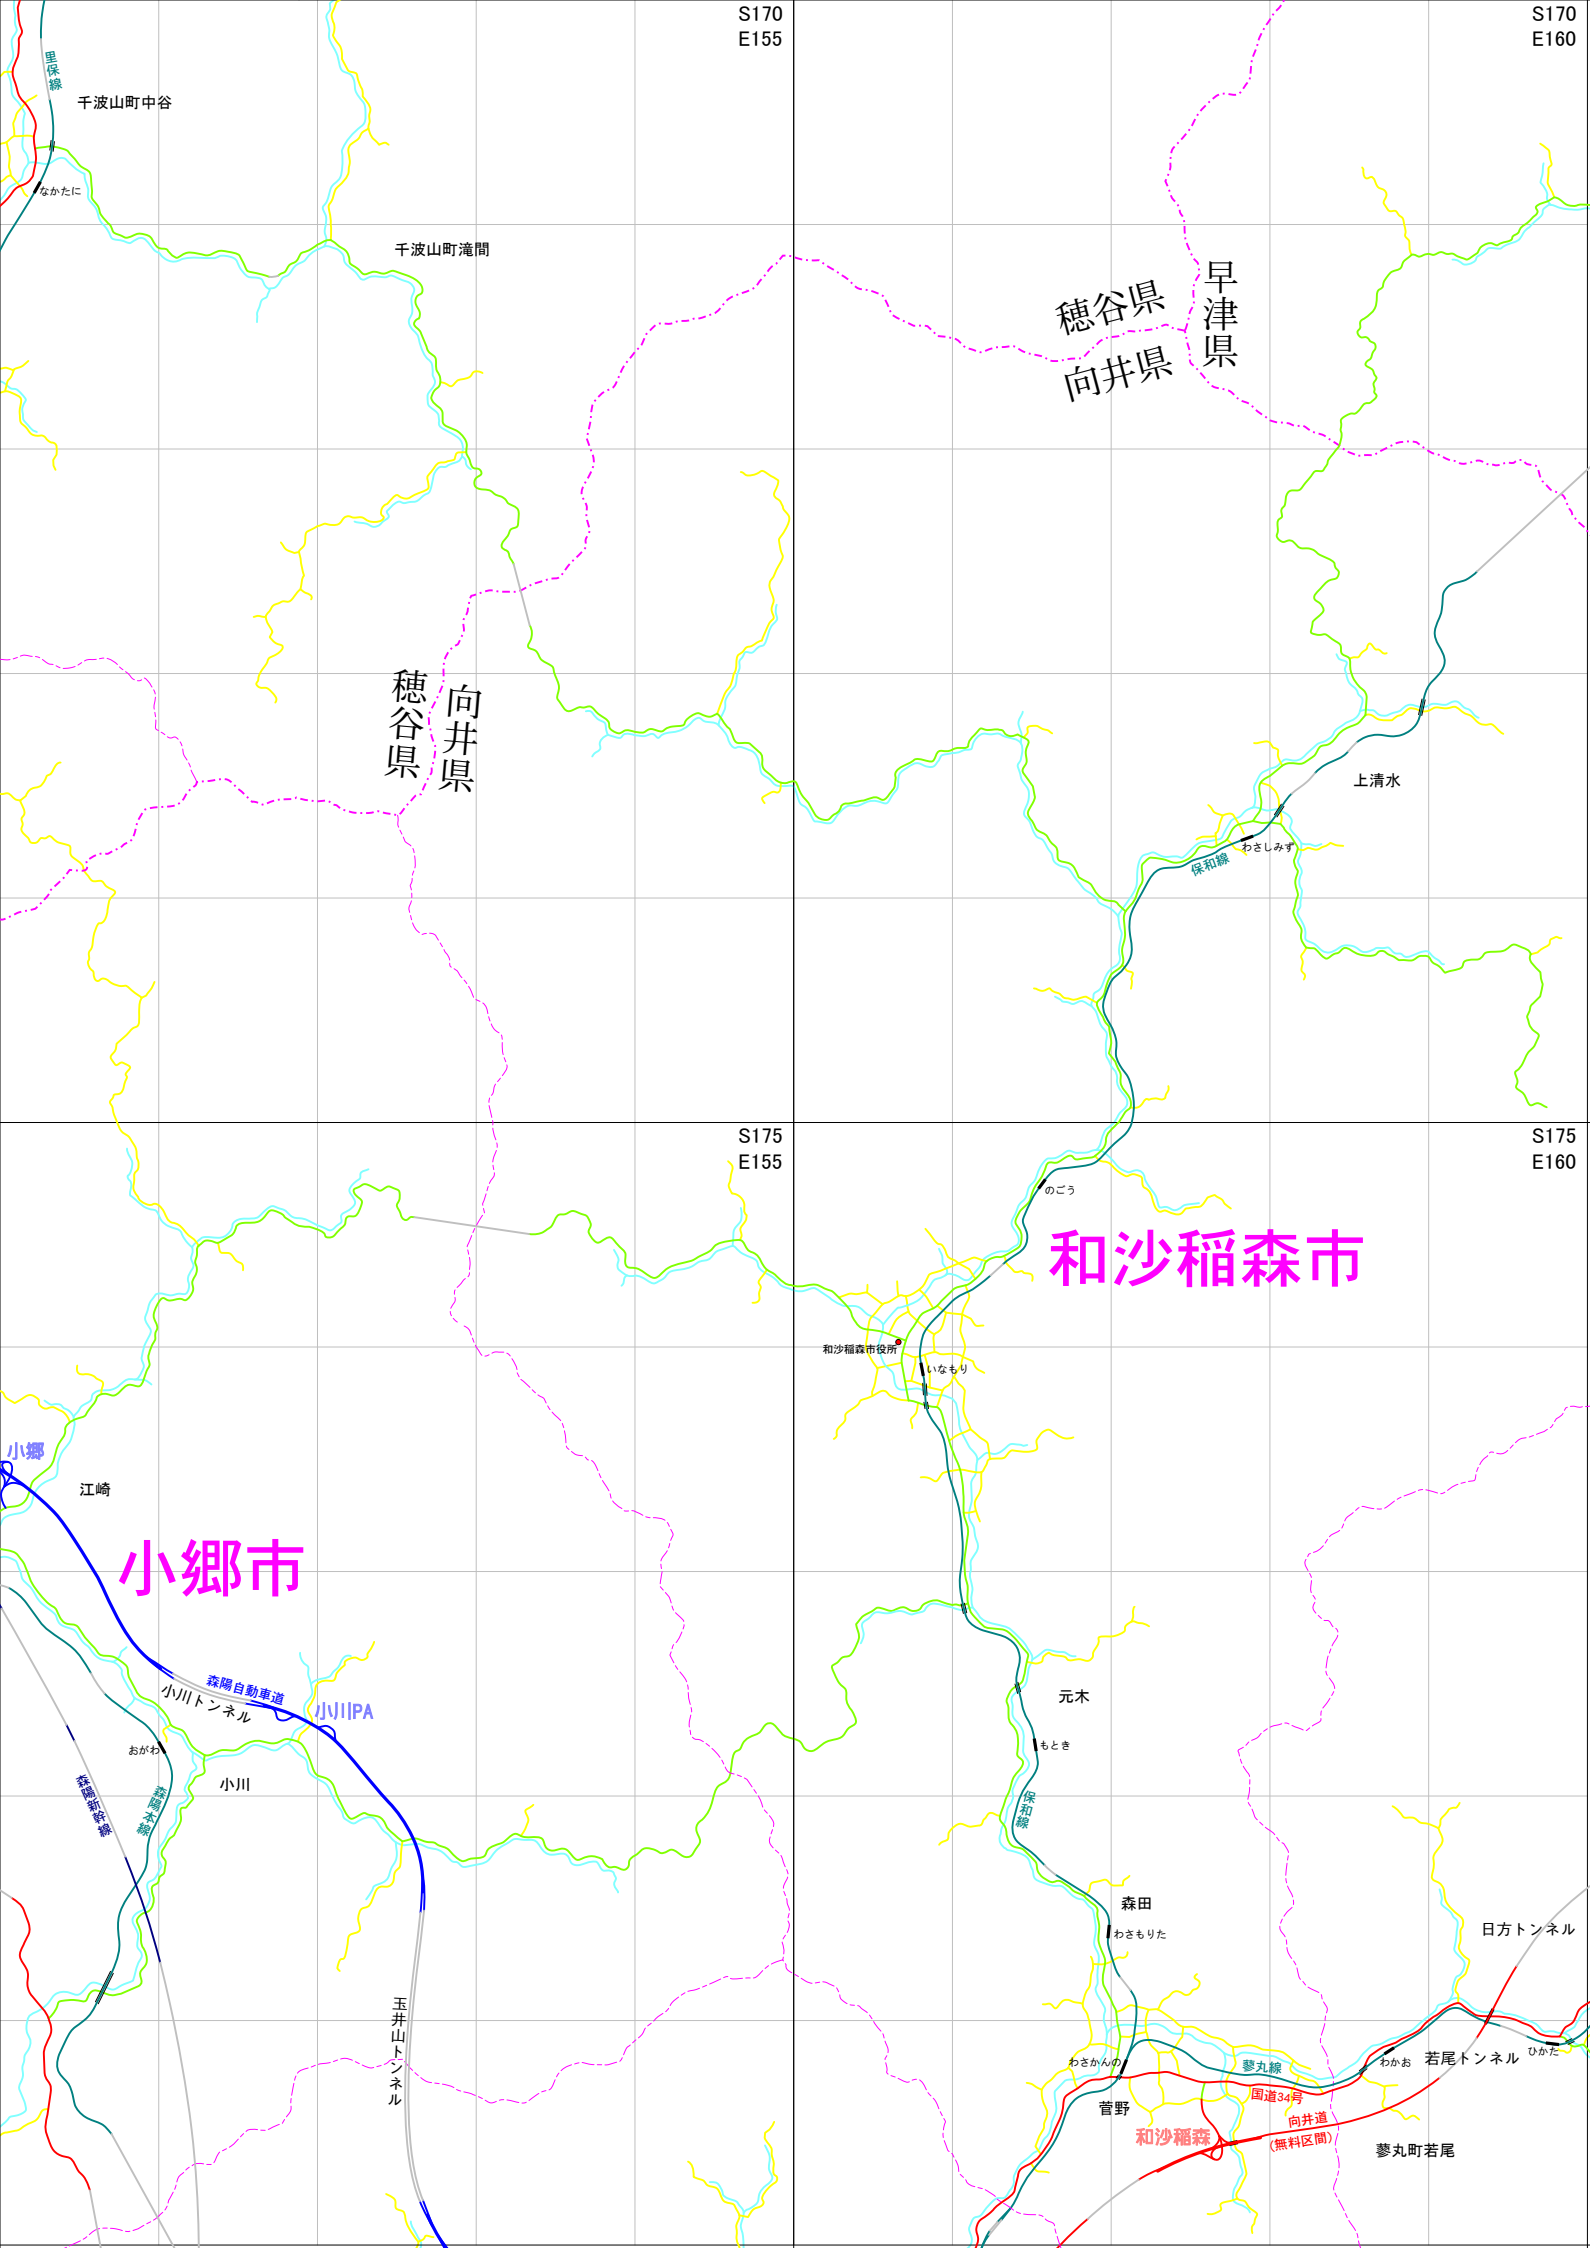 S170
E155
S170
E160
里保線
千波山町中谷
なかたに
千波山町滝間
穂谷県
向井県
早津県
穂谷県
向井県
上清水
わさしみず
保和線
S175
E155
S175
E160
のごう
和沙稲森市
和沙稲森市役所
いなもり
小郷
江崎
小郷市
森陽自動車道
小川トンネル
小川PA
おがわ
小川
森陽新幹線
森陽本線
元木
もとき
保和線
森田
わさもりた
日方トンネル
玉井山トンネル
わさかんの
蓼丸線
わかお
若尾トンネル
ひかた
国道34号
菅野
向井道
(無料区間)
和沙稲森
蓼丸町若尾